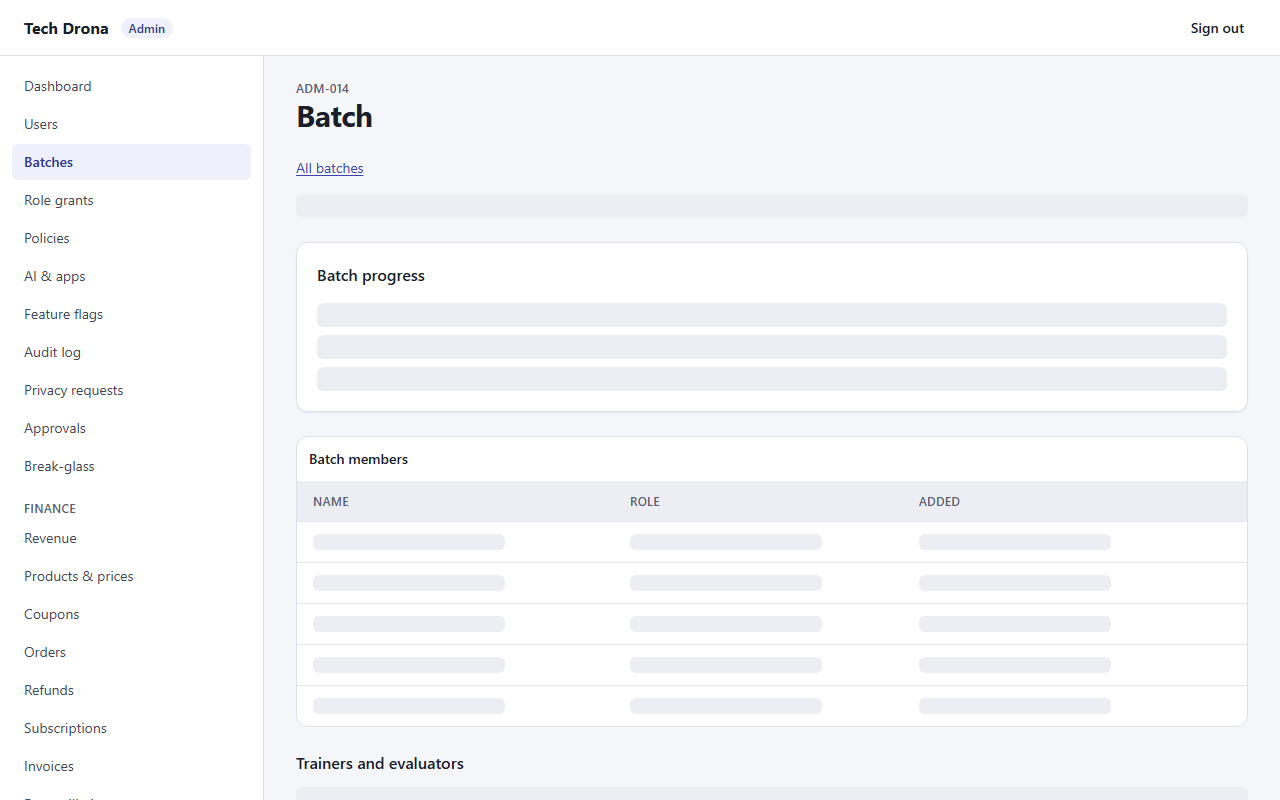 Tech Drona Admin Sign out
Dashboard
Users
Batches
Role grants
Policies
AI & apps
Feature flags
Audit log
Privacy requests
Approvals
Break-glass
FINANCE
Revenue
Products & prices
Coupons
Orders
Refunds
Subscriptions
Invoices
ADM-014
Batch
All batches
Batch progress
Batch members
NAME ROLE ADDED
Trainers and evaluators